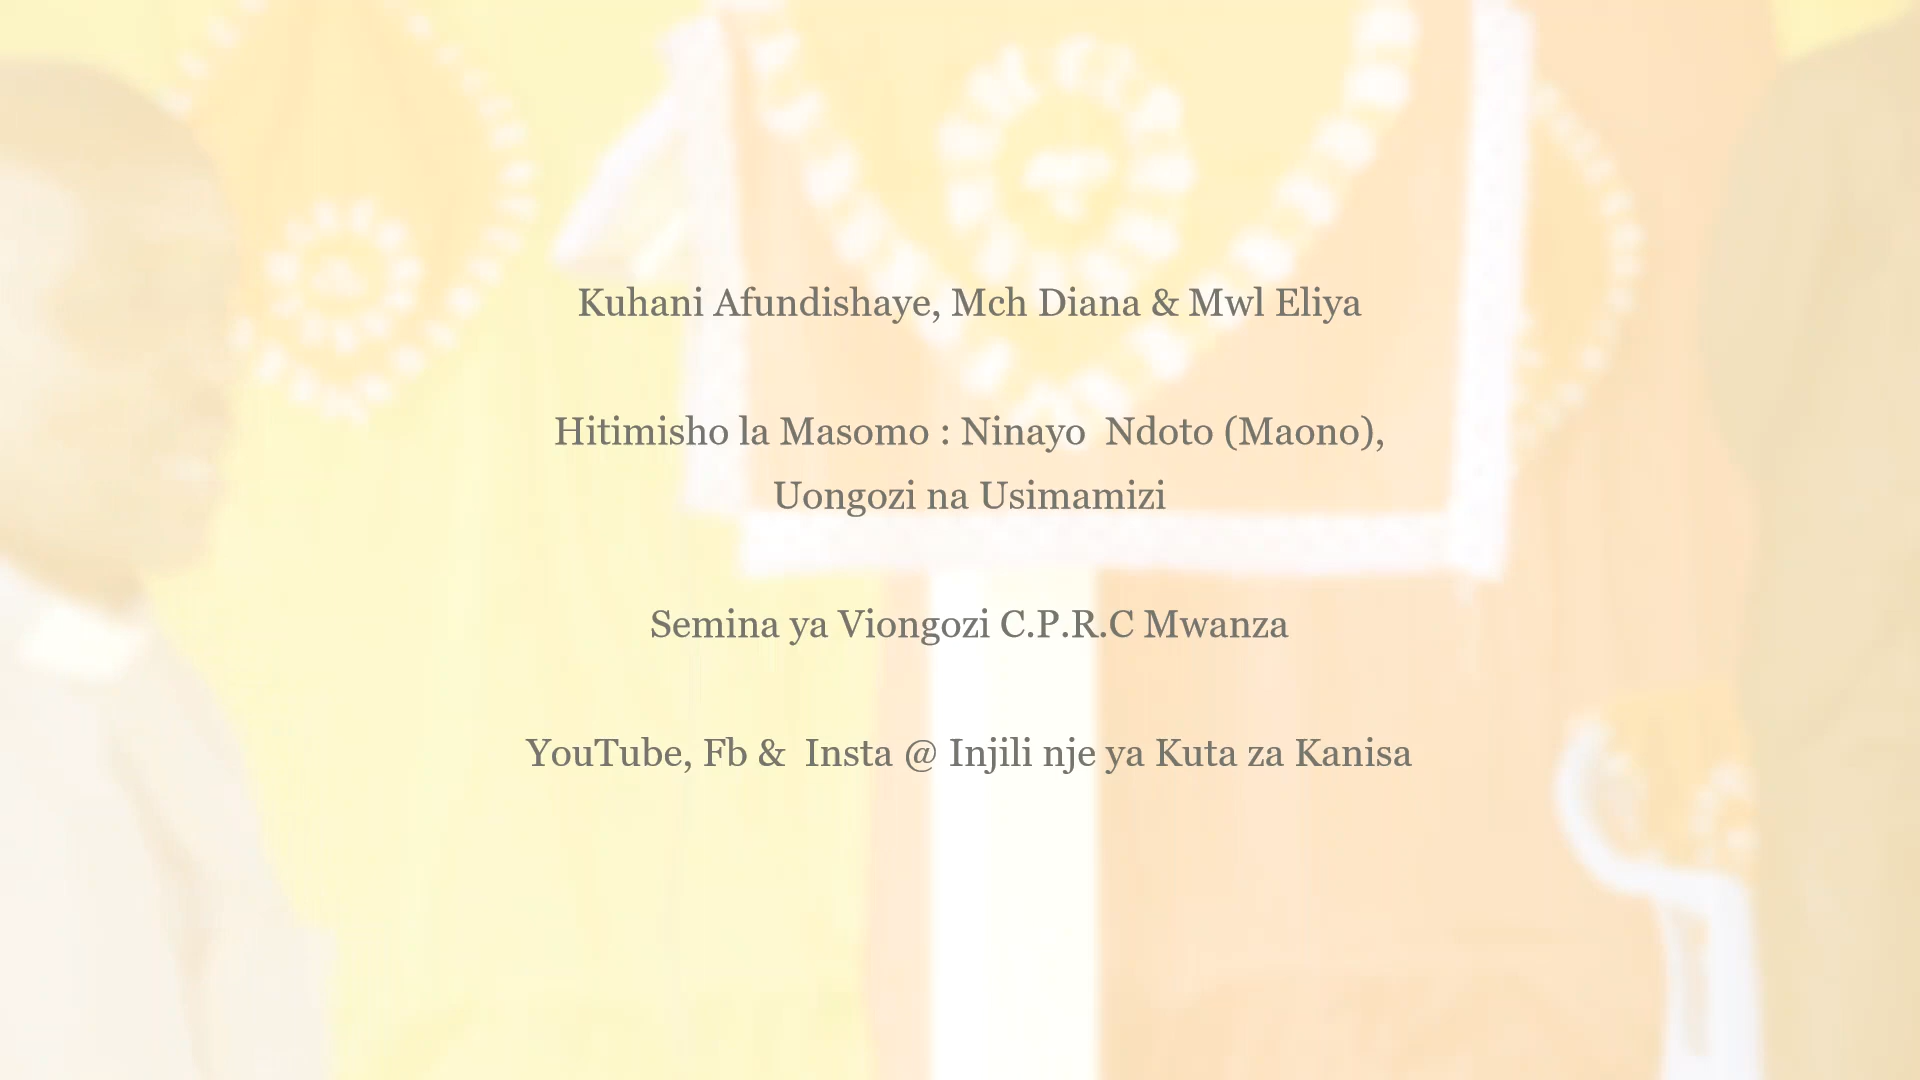 Kuhani Afundishaye, Mch Diana & Mwl Eliya
Hitimisho la Masomo : Ninayo  Ndoto (Maono),
Uongozi na Usimamizi
Semina ya Viongozi C.P.R.C Mwanza
YouTube, Fb &  Insta @ Injili nje ya Kuta za Kanisa